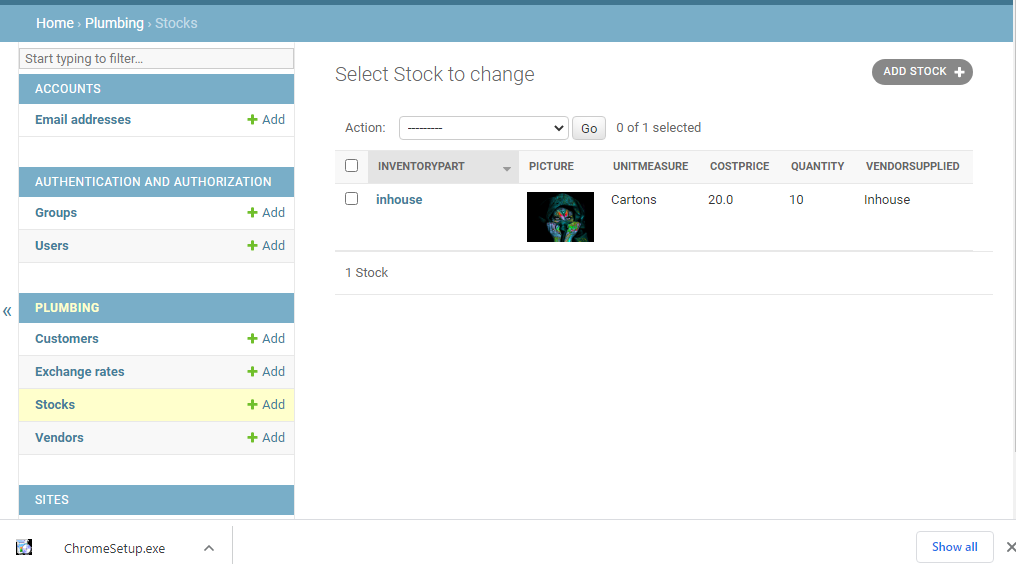 Home › Plumbing › Stocks
Start typing to filter...
ACCOUNTS
Email addresses + Add
AUTHENTICATION AND AUTHORIZATION
Groups + Add
Users + Add
«
PLUMBING
Customers + Add
Exchange rates + Add
Stocks + Add
Vendors + Add
SITES
Select Stock to change
ADD STOCK +
Action: --------- Go 0 of 1 selected
INVENTORYPART PICTURE UNITMEASURE COSTPRICE QUANTITY VENDORSUPPLIED
inhouse Cartons 20.0 10 Inhouse
1 Stock
ChromeSetup.exe
Show all